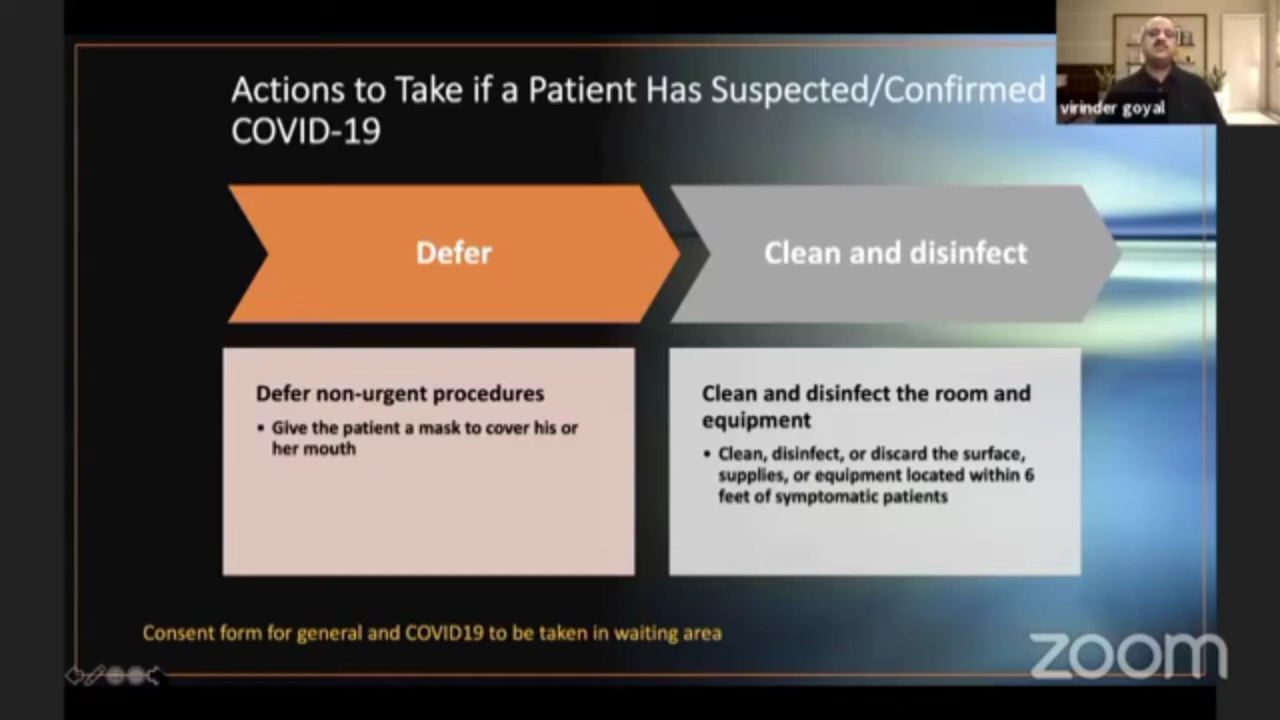 Actions to Take if a Patient Has Suspected/Confirmed
COVID-19
virinder goyal
Defer
Clean and disinfect
Defer non-urgent procedures
• Give the patient a mask to cover his or
her mouth
Clean and disinfect the room and
equipment
• Clean, disinfect, or discard the surface,
supplies, or equipment located within 6
feet of symptomatic patients
Consent form for general and COVID19 to be taken in waiting area
zoom